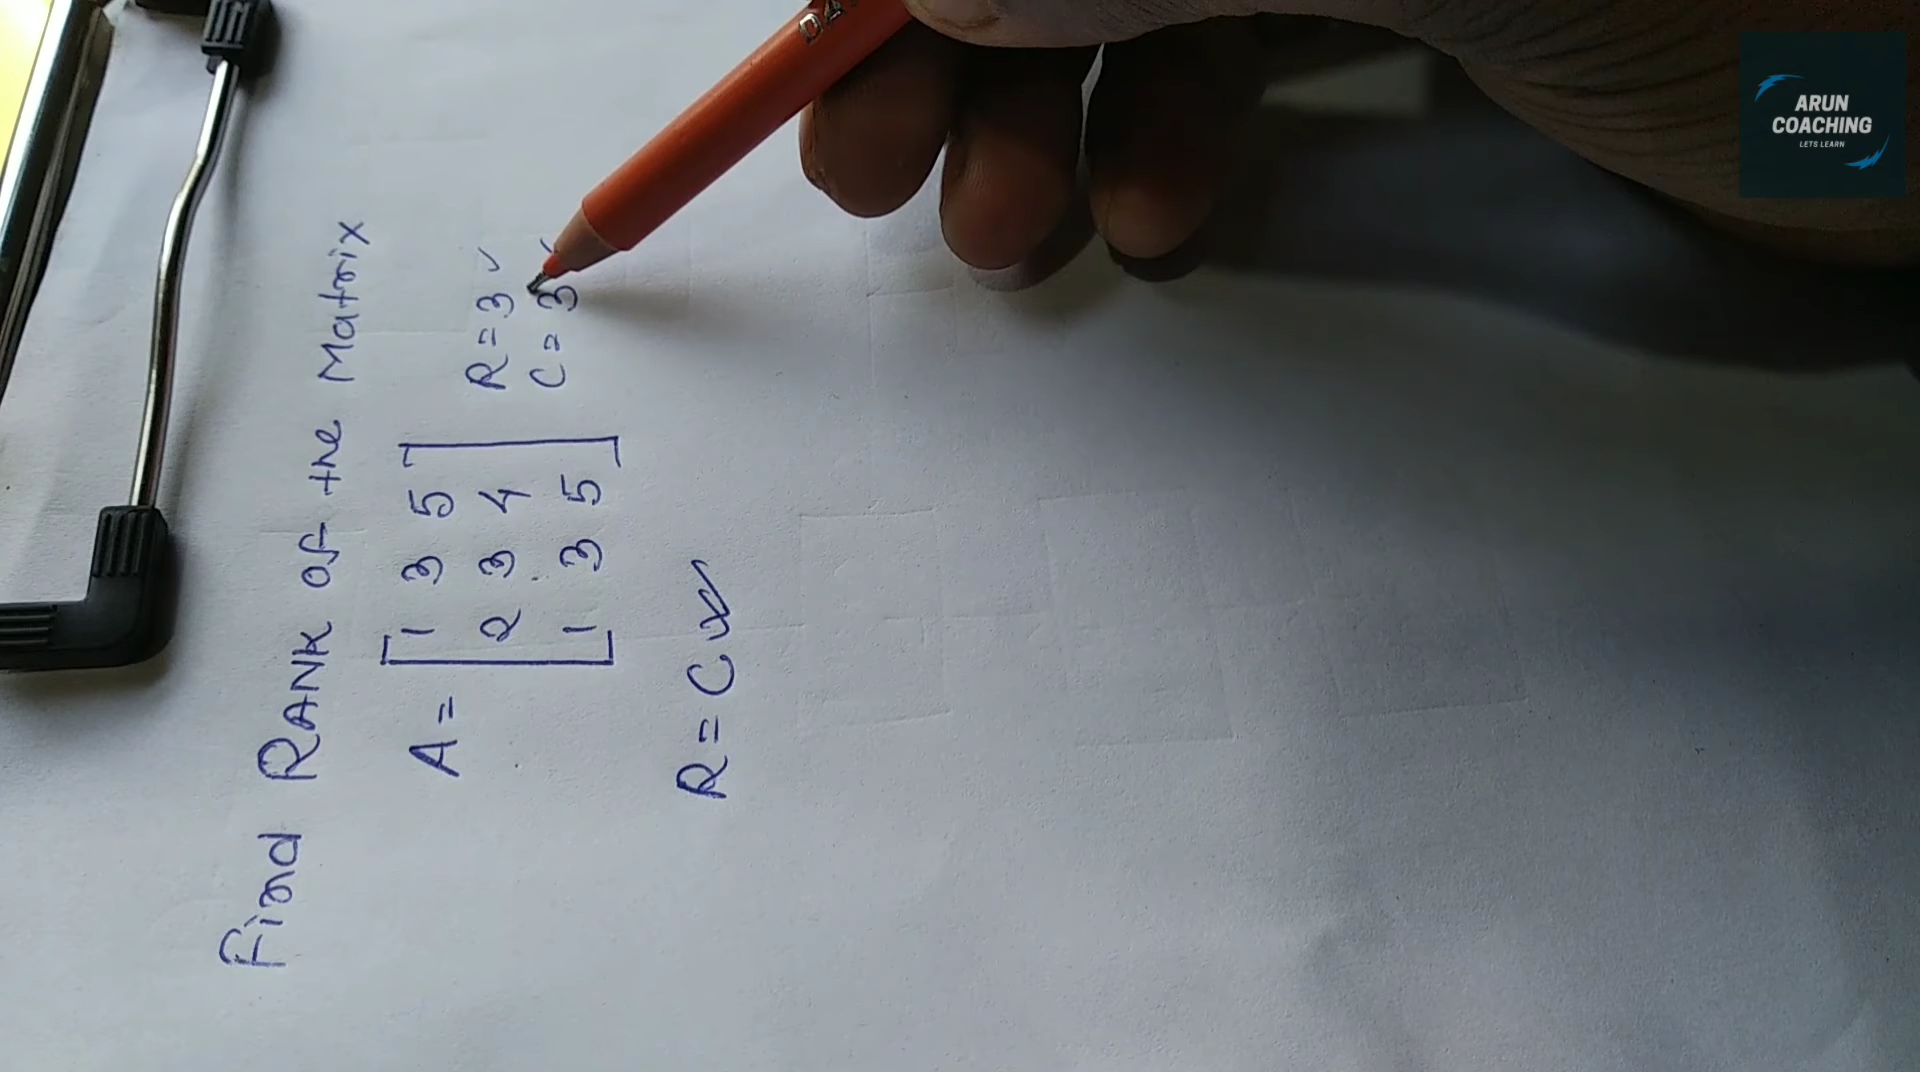 Find RANK of the Matrix
A = [ 1 3 5 ] R = 3 ✓
2 3 4 C = 3 ✓
1 3 5
R = C
ARUN
COACHING
LETS LEARN